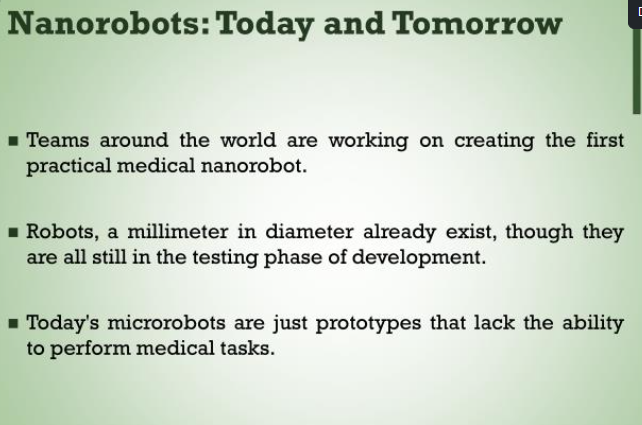 Nanorobots: Today and Tomorrow
Teams around the world are working on creating the first
practical medical nanorobot.
Robots, a millimeter in diameter already exist, though they
are all still in the testing phase of development.
Today's microrobots are just prototypes that lack the ability
to perform medical tasks.